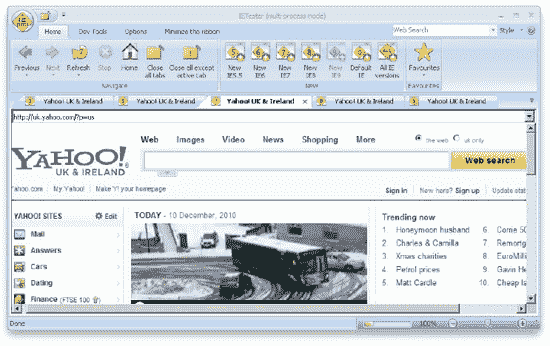 IETester (multi process mode)
Home Dev Tools Options Minimize the ribbon Web Search Style
Previous Next Refresh Stop Home Close all tabs Close all except active tab New IE5.5 New IE6 New IE7 New IE8 New IE9 Default IE All IE versions Favourites
Navigate New Favourites
Yahoo! UK & Ireland Yahoo! UK & Ireland Yahoo! UK & Ireland Yahoo! UK & Ireland Yahoo! UK & Ireland
http://uk.yahoo.com/?p=us
Web Images Video News Shopping More the web uk only
YAHOO!
UK & IRELAND
Web search
Yahoo.com My Yahoo! Make Y! your homepage
Sign in New here? Sign up Update stat
YAHOO! SITES Edit
Mail
Answers
Cars
Dating
Finance (FTSE 100
TODAY - 10 December, 2010
Trending now
1 Honeymoon husband 6. Come 50
2 Charles & Camilla 7 Remortg
3 Xmas charities 8 EuroMilli
4 Petrol prices 9 Gavin He
5. Matt Cardle 10. Cheap Is
Done 100%